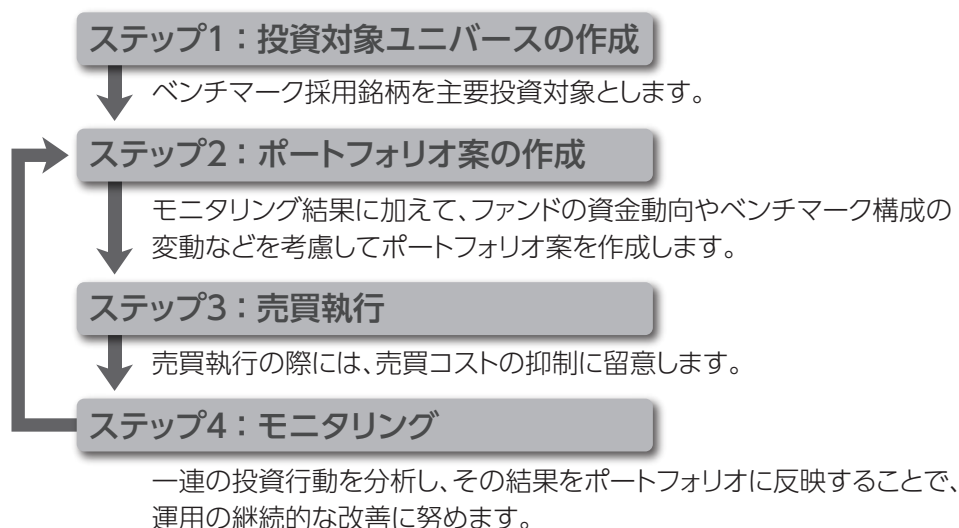 ステップ1：投資対象ユニバースの作成
ベンチマーク採用銘柄を主要投資対象とします。
ステップ2：ポートフォリオ案の作成
モニタリング結果に加えて、ファンドの資金動向やベンチマーク構成の
変動などを考慮してポートフォリオ案を作成します。
ステップ3：売買執行
売買執行の際には、売買コストの抑制に留意します。
ステップ4：モニタリング
一連の投資行動を分析し、その結果をポートフォリオに反映することで、
運用の継続的な改善に努めます。